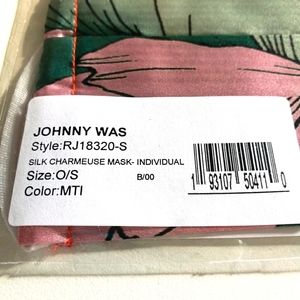 JOHNNY WAS
Style:RJ18320-S
SILK CHARMEUSE MASK- INDIVIDUAL
Size:O/S B/00
Color:MTI
1 93107 50411 0